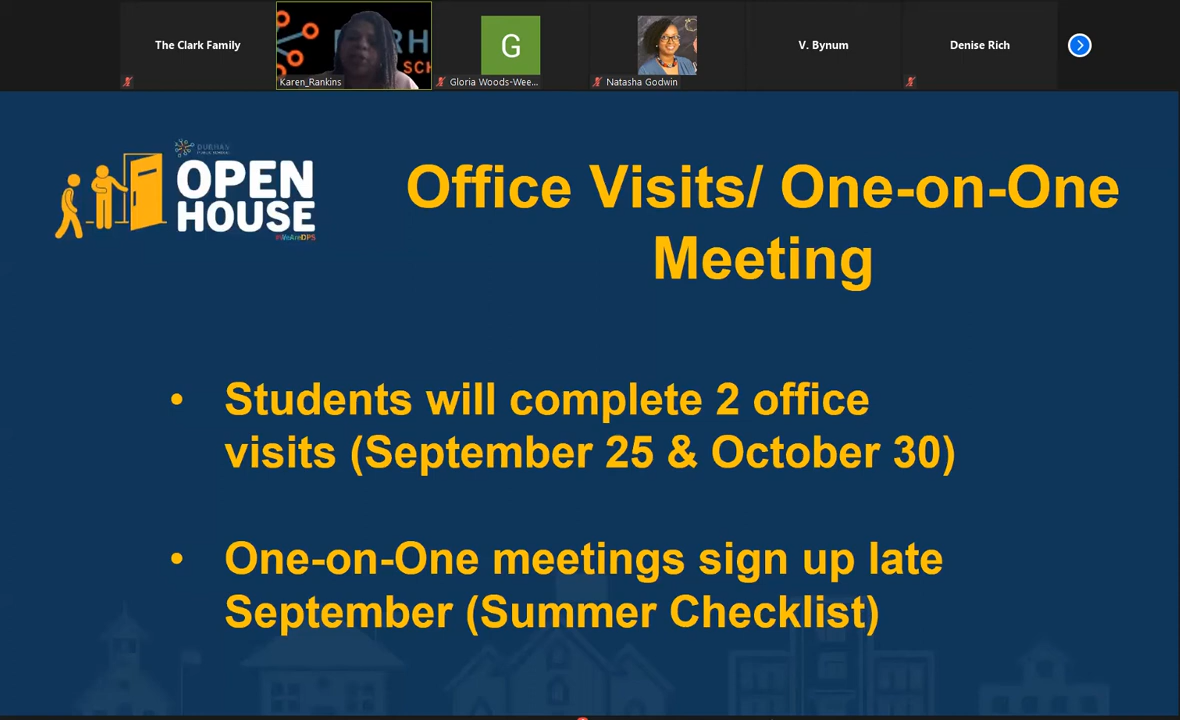 The Clark Family
Karen_Rankins
G
Gloria Woods-Wee...
Natasha Godwin
V. Bynum
Denise Rich
DURHAM
OPEN
HOUSE
#WeAreDPS
Office Visits/ One-on-One
Meeting
• Students will complete 2 office
visits (September 25 & October 30)
• One-on-One meetings sign up late
September (Summer Checklist)